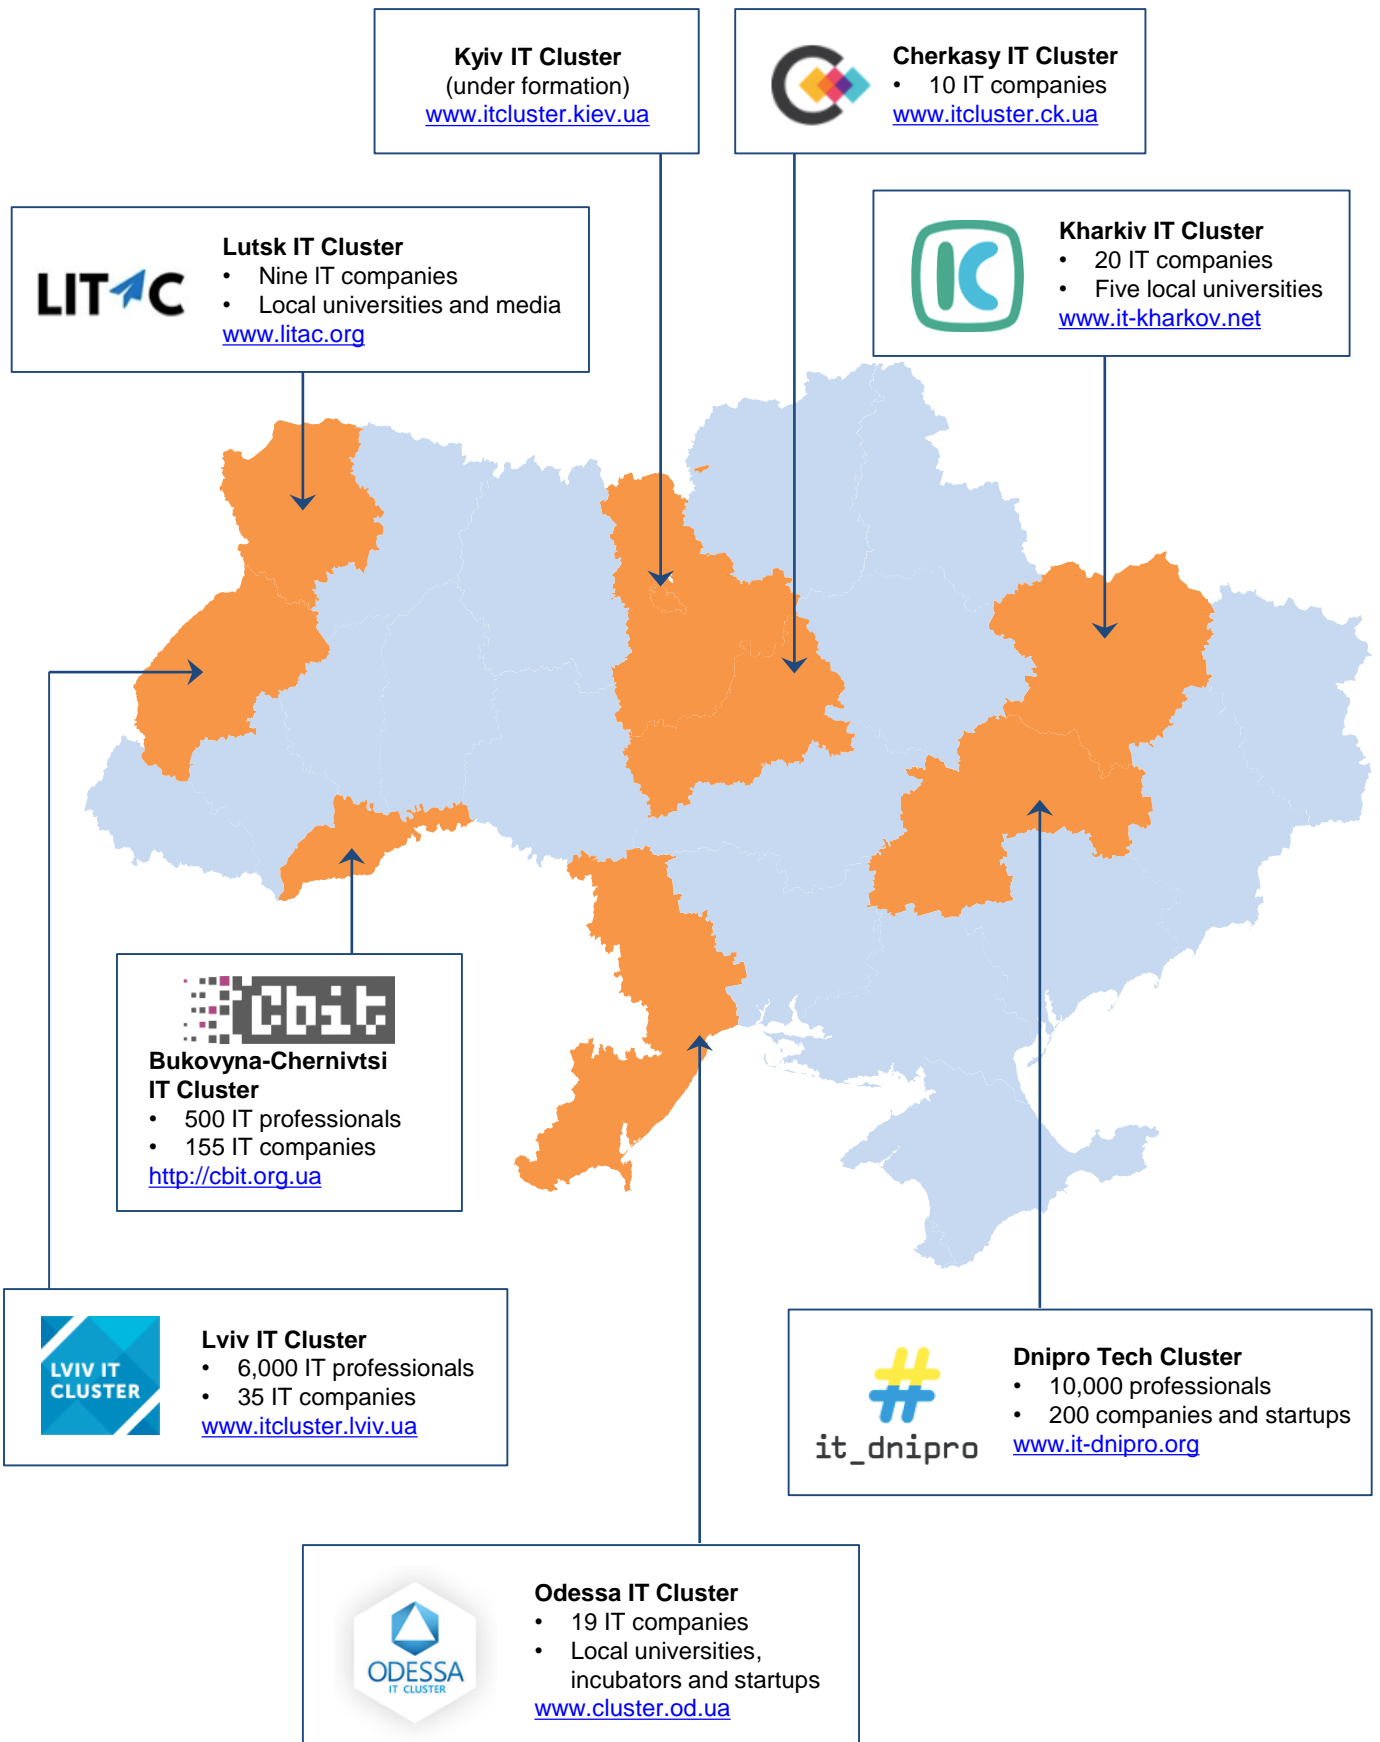 Kyiv IT Cluster
(under formation)
www.itcluster.kiev.ua
Cherkasy IT Cluster
• 10 IT companies
www.itcluster.ck.ua
LITAC
Lutsk IT Cluster
• Nine IT companies
• Local universities and media
www.litac.org
IC
Kharkiv IT Cluster
• 20 IT companies
• Five local universities
www.it-kharkov.net
Cbit
Bukovyna-Chernivtsi
IT Cluster
• 500 IT professionals
• 155 IT companies
http://cbit.org.ua
LVIV IT
CLUSTER
Lviv IT Cluster
• 6,000 IT professionals
• 35 IT companies
www.itcluster.lviv.ua
#
it_dnipro
Dnipro Tech Cluster
• 10,000 professionals
• 200 companies and startups
www.it-dnipro.org
ODESSA
IT CLUSTER
Odessa IT Cluster
• 19 IT companies
• Local universities,
incubators and startups
www.cluster.od.ua